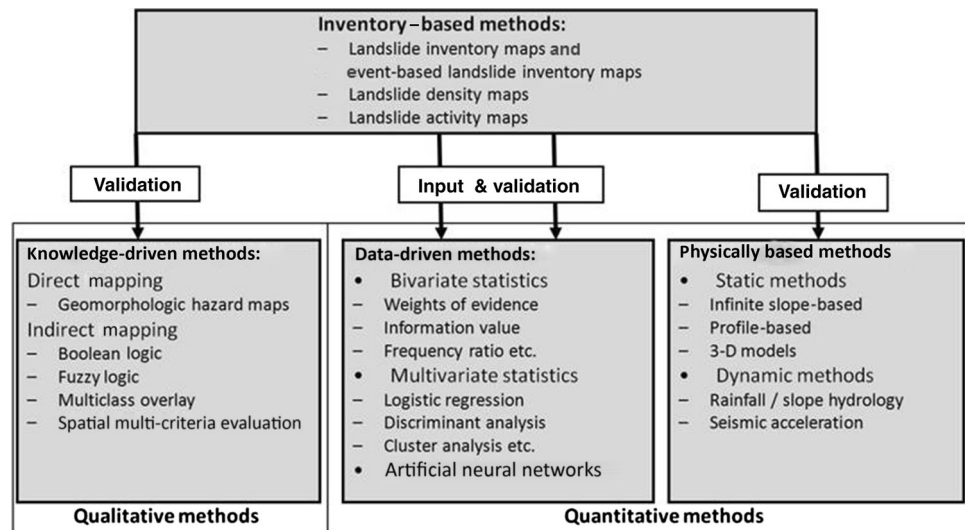 Inventory–based methods:
– Landslide inventory maps and
event-based landslide inventory maps
– Landslide density maps
– Landslide activity maps
Validation
Input & validation
Validation
Knowledge-driven methods:
Direct mapping
– Geomorphologic hazard maps
Indirect mapping
– Boolean logic
– Fuzzy logic
– Multiclass overlay
– Spatial multi-criteria evaluation
Qualitative methods
Data-driven methods:
• Bivariate statistics
– Weights of evidence
– Information value
– Frequency ratio etc.
• Multivariate statistics
– Logistic regression
– Discriminant analysis
– Cluster analysis etc.
• Artificial neural networks
Physically based methods
• Static methods
– Infinite slope-based
– Profile-based
– 3-D models
• Dynamic methods
– Rainfall / slope hydrology
– Seismic acceleration
Quantitative methods